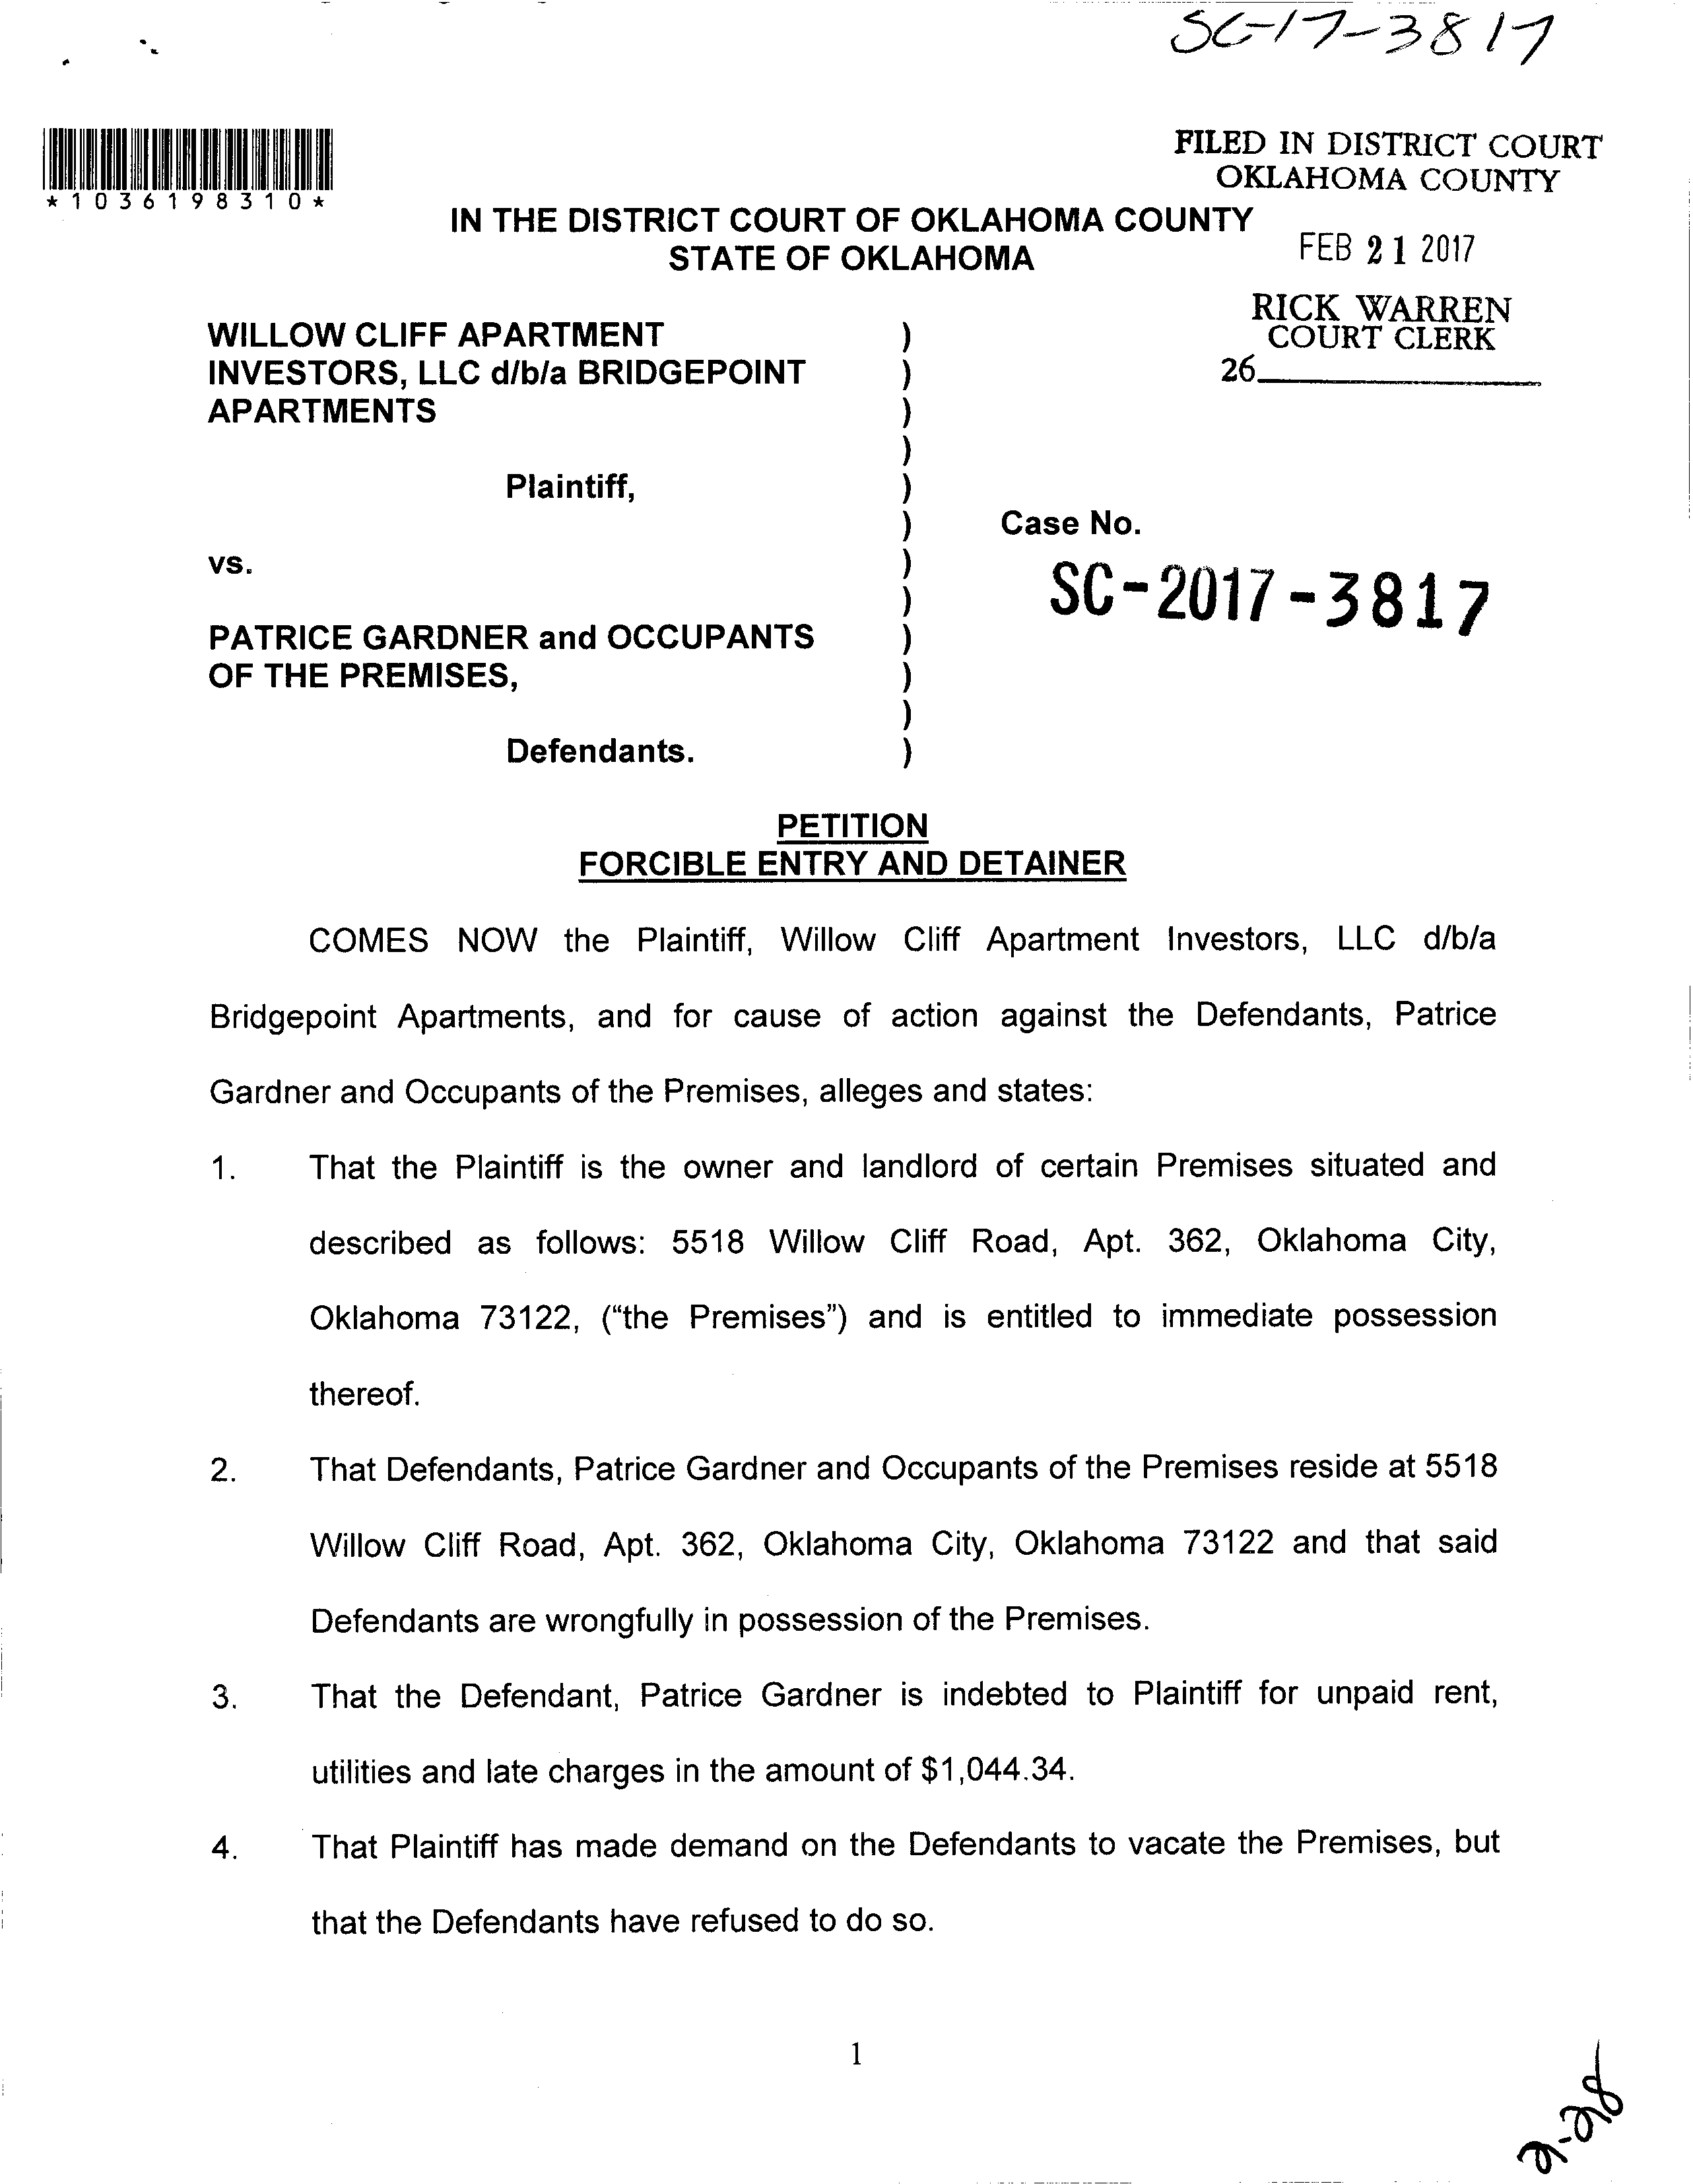 SC-17-3817
*1036198310*
FILED IN DISTRICT COURT
OKLAHOMA COUNTY
IN THE DISTRICT COURT OF OKLAHOMA COUNTY
STATE OF OKLAHOMA
FEB 21 2017
RICK WARREN
COURT CLERK
26
WILLOW CLIFF APARTMENT )
INVESTORS, LLC d/b/a BRIDGEPOINT )
APARTMENTS )
)
Plaintiff, )
) Case No.
vs. )
) SC-2017-3817
PATRICE GARDNER and OCCUPANTS )
OF THE PREMISES, )
)
Defendants. )
PETITION
FORCIBLE ENTRY AND DETAINER
COMES NOW the Plaintiff, Willow Cliff Apartment Investors, LLC d/b/a
Bridgepoint Apartments, and for cause of action against the Defendants, Patrice
Gardner and Occupants of the Premises, alleges and states:
1. That the Plaintiff is the owner and landlord of certain Premises situated and
described as follows: 5518 Willow Cliff Road, Apt. 362, Oklahoma City,
Oklahoma 73122, (“the Premises”) and is entitled to immediate possession
thereof.
2. That Defendants, Patrice Gardner and Occupants of the Premises reside at 5518
Willow Cliff Road, Apt. 362, Oklahoma City, Oklahoma 73122 and that said
Defendants are wrongfully in possession of the Premises.
3. That the Defendant, Patrice Gardner is indebted to Plaintiff for unpaid rent,
utilities and late charges in the amount of $1,044.34.
4. That Plaintiff has made demand on the Defendants to vacate the Premises, but
that the Defendants have refused to do so.
1
2-28